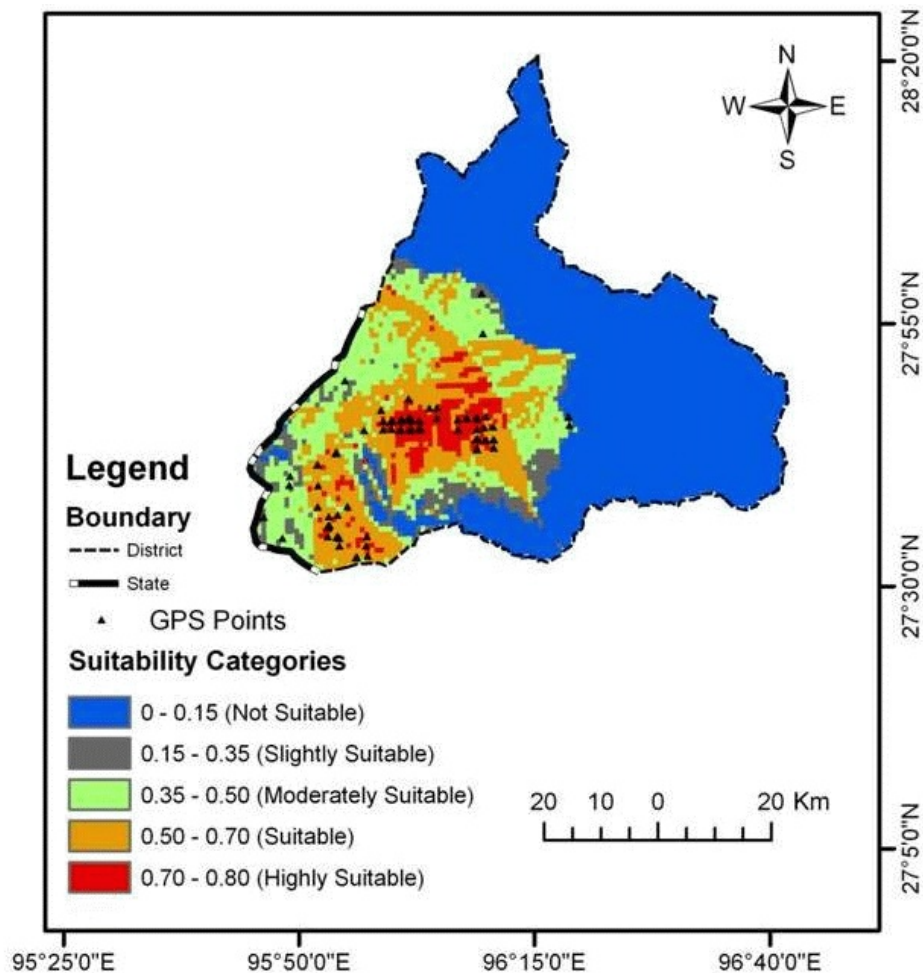 N
W E
S
28°20'0"N
27°55'0"N
27°30'0"N
27°5'0"N
Legend
Boundary
District
State
GPS Points
Suitability Categories
0 - 0.15 (Not Suitable)
0.15 - 0.35 (Slightly Suitable)
0.35 - 0.50 (Moderately Suitable)
0.50 - 0.70 (Suitable)
0.70 - 0.80 (Highly Suitable)
20 10 0 20 Km
95°25'0"E 95°50'0"E 96°15'0"E 96°40'0"E